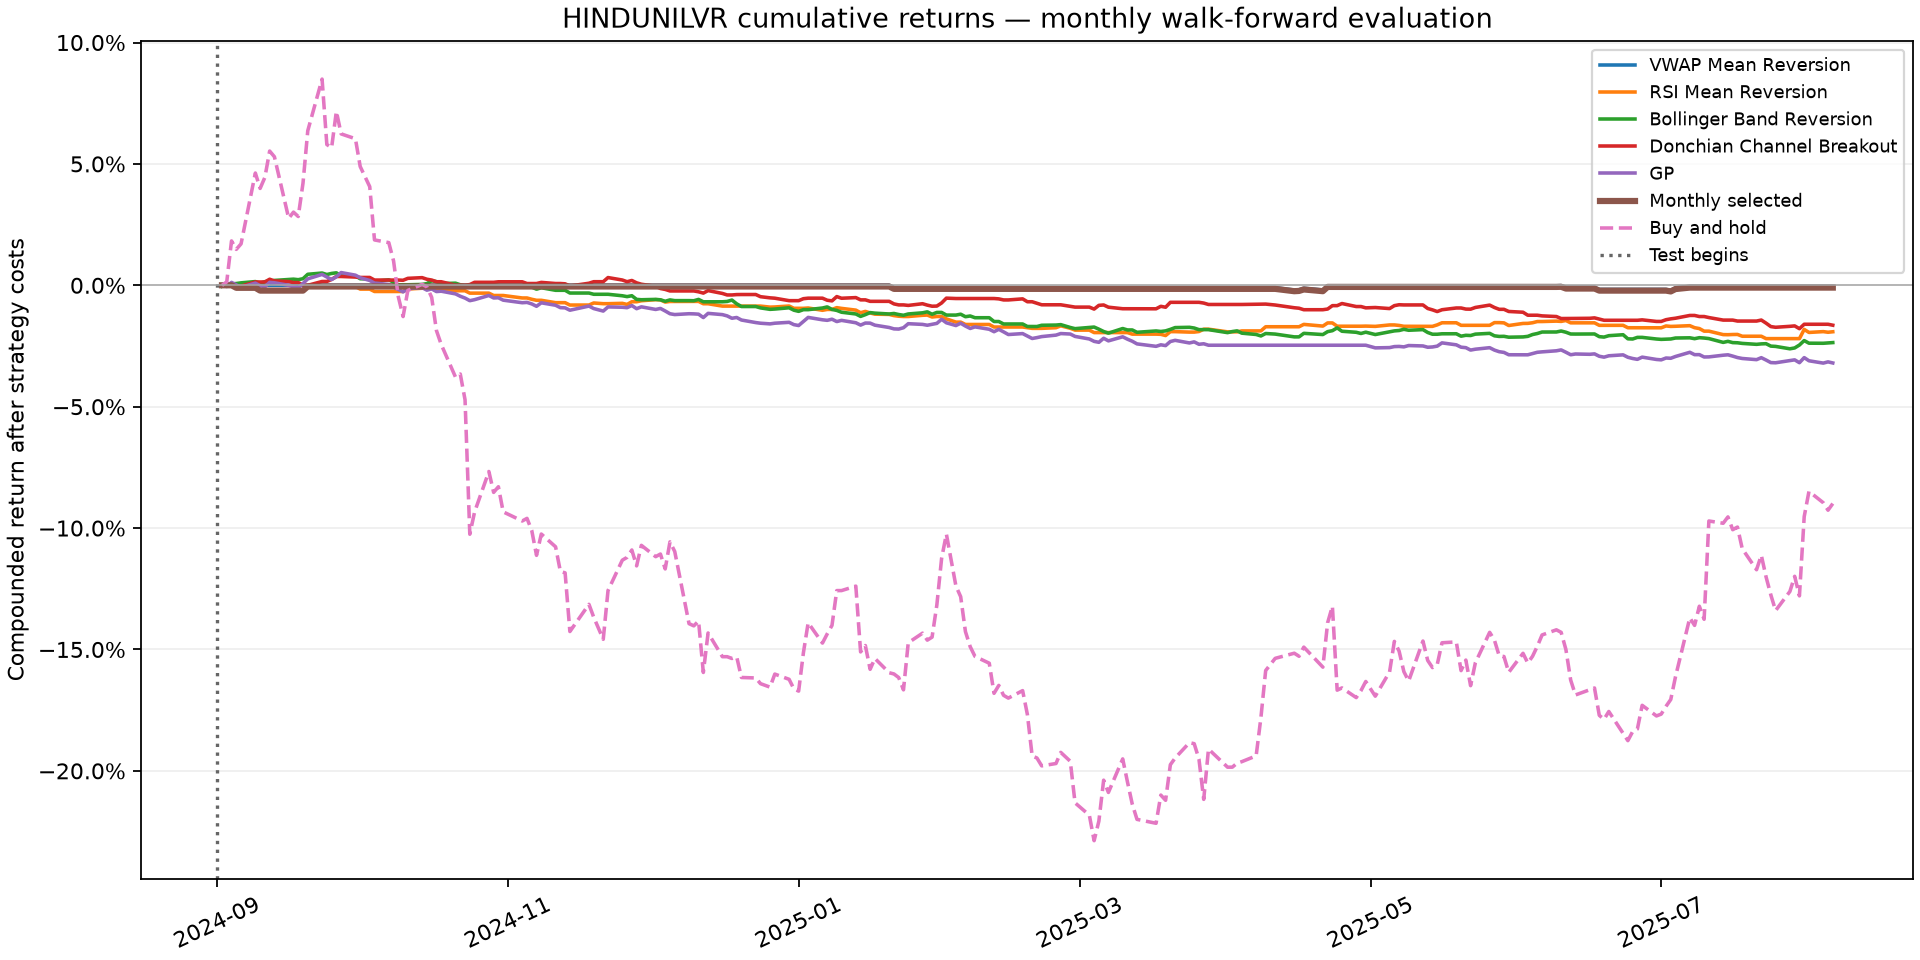 HINDUNILVR cumulative returns — monthly walk-forward evaluation
Compounded return after strategy costs
10.0%
5.0%
0.0%
−5.0%
−10.0%
−15.0%
−20.0%
VWAP Mean Reversion
RSI Mean Reversion
Bollinger Band Reversion
Donchian Channel Breakout
GP
Monthly selected
Buy and hold
Test begins
2024-09
2024-11
2025-01
2025-03
2025-05
2025-07